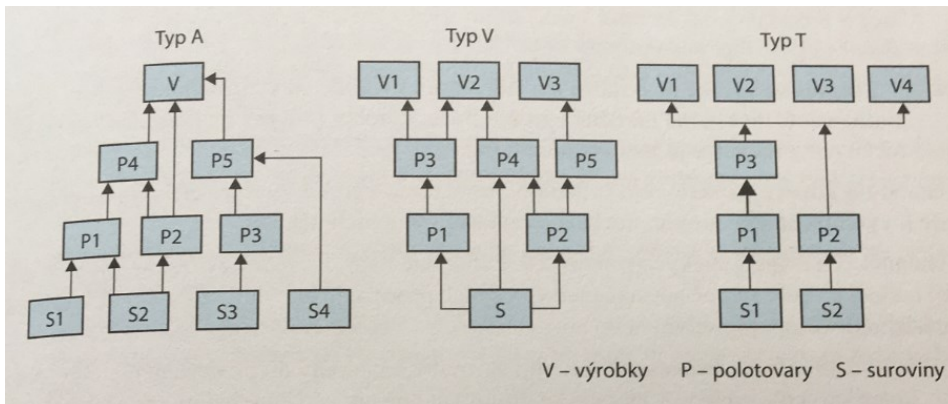 Typ A
Typ V
Typ T
V
V1
V2
V3
V1
V2
V3
V4
P4
P5
P3
P4
P5
P3
P1
P2
P3
P1
P2
P1
P2
S1
S2
S3
S4
S
S1
S2
V – výrobky P – polotovary S – suroviny